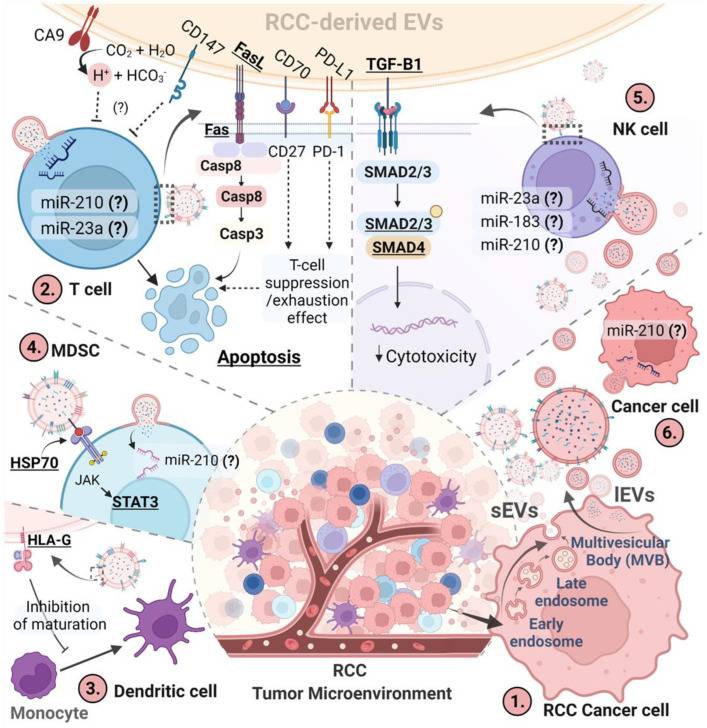 RCC-derived EVs
CA9
CO₂ + H₂O
H⁺ + HCO₃⁻
(?)
CD147
FasL
CD70
PD-L1
TGF-B1
Fas
Casp8
Casp8
Casp3
CD27
PD-1
T-cell
suppression
/exhaustion
effect
Apoptosis
miR-210 (?)
miR-23a (?)
2.
T cell
SMAD2/3
SMAD2/3
SMAD4
Cytotoxicity
5.
NK cell
miR-23a (?)
miR-183 (?)
miR-210 (?)
miR-210 (?)
Cancer cell
6.
4.
MDSC
HSP70
JAK
STAT3
miR-210 (?)
HLA-G
Inhibition
of maturation
3.
Dendritic cell
Monocyte
RCC
Tumor Microenvironment
sEVs
lEVs
Multivesicular
Body (MVB)
Late
endosome
Early
endosome
1.
RCC Cancer cell